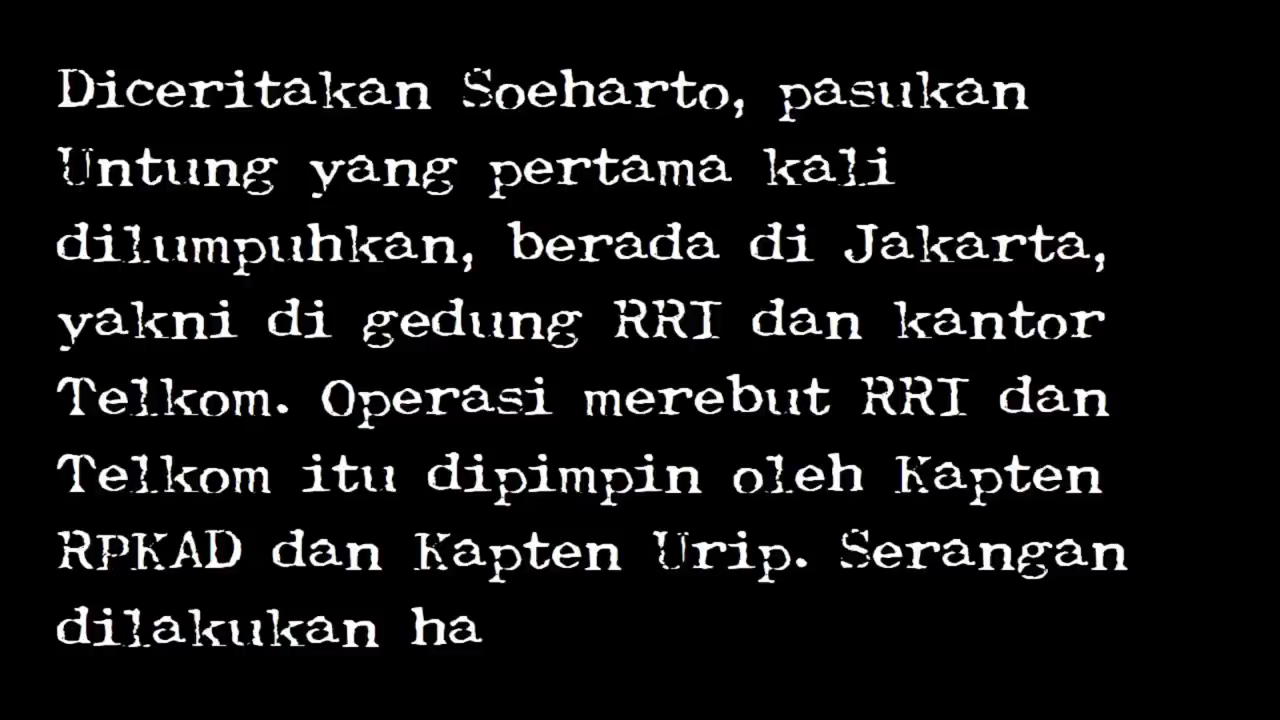 Diceritakan Soeharto, pasukan
Untung yang pertama kali
dilumpuhkan, berada di Jakarta,
yakni di gedung RRI dan kantor
Telkom. Operasi merebut RRI dan
Telkom itu dipimpin oleh Kapten
RPKAD dan Kapten Urip. Serangan
dilakukan ha